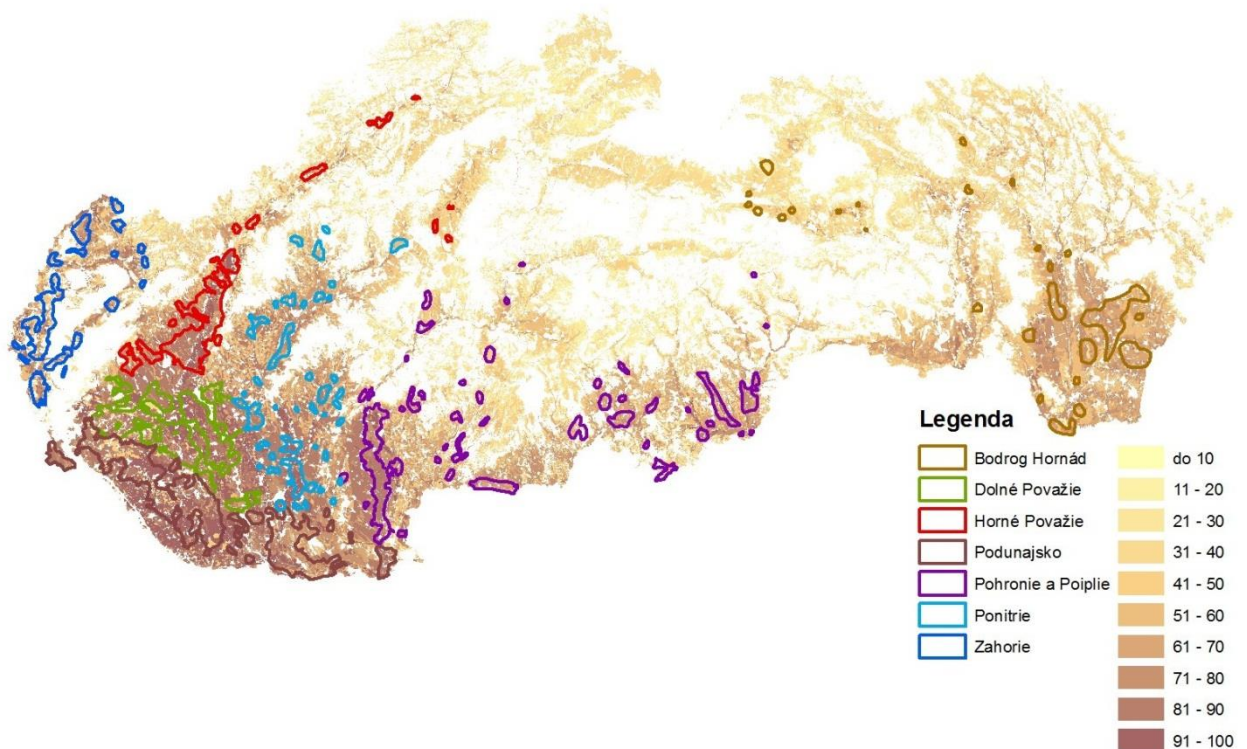 Legenda
Bodrog Hornád
Dolné Považie
Horné Považie
Podunajsko
Pohronie a Poiplie
Ponitrie
Zahorie
do 10
11 - 20
21 - 30
31 - 40
41 - 50
51 - 60
61 - 70
71 - 80
81 - 90
91 - 100